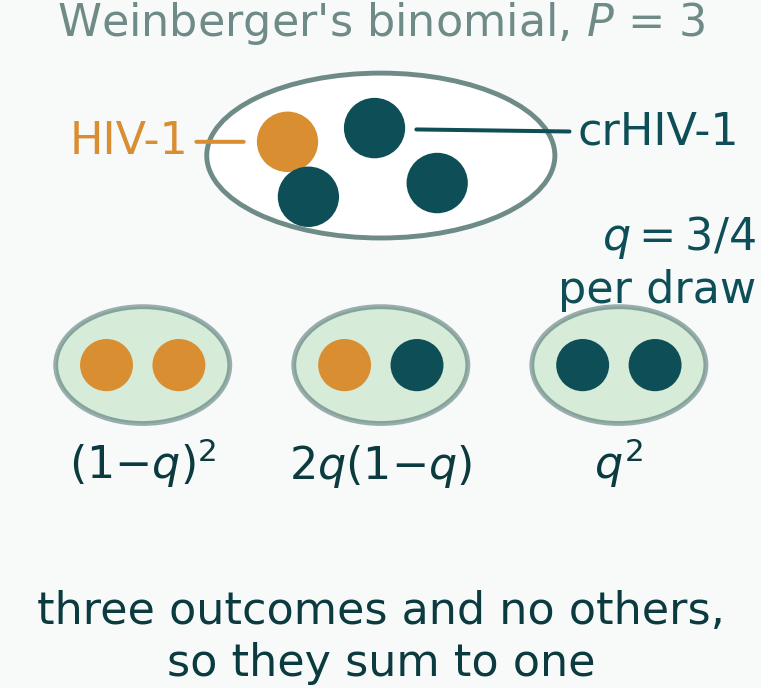 Weinberger's binomial, P = 3
HIV-1
crHIV-1
q = 3/4
per draw
(1−q)²
2q(1−q)
q²
three outcomes and no others,
so they sum to one